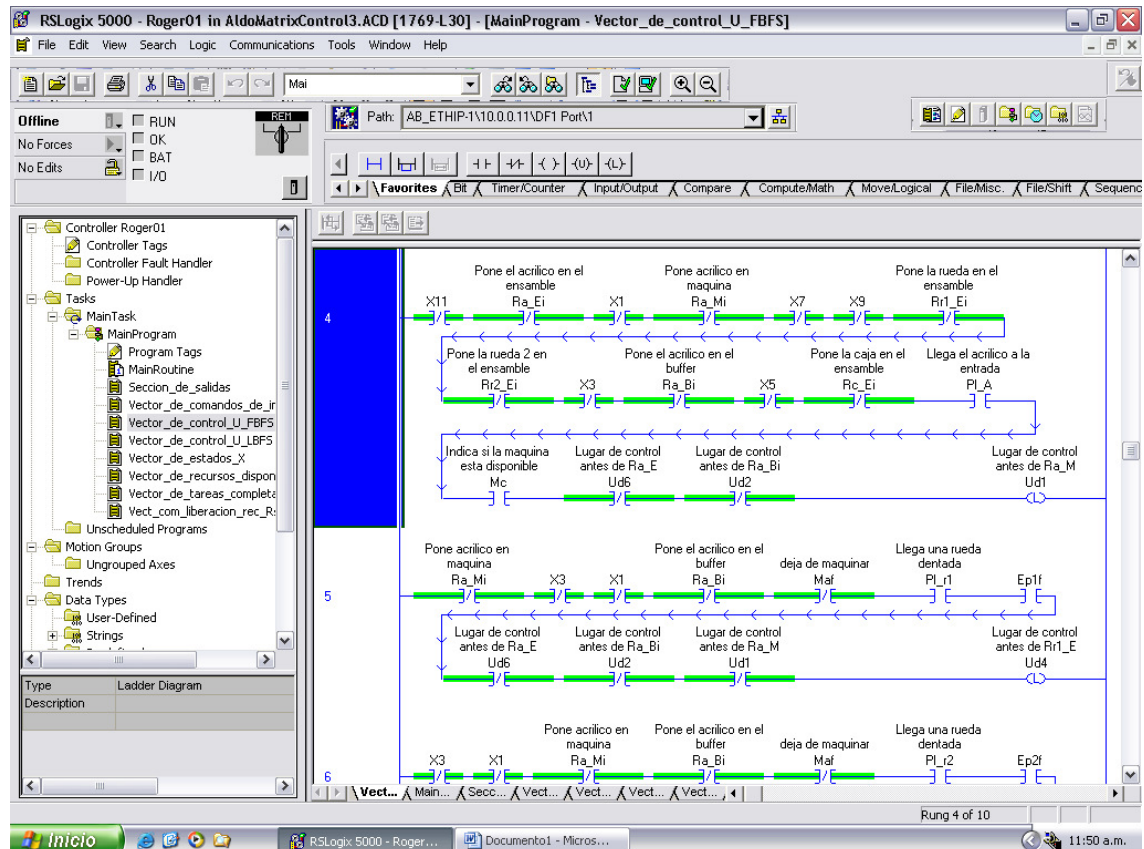 RSLogix 5000 - Roger01 in AldoMatrixControl3.ACD [1769-L30] - [MainProgram - Vector_de_control_U_FBFS]
File Edit View Search Logic Communications Tools Window Help
Mai
Offline RUN REM
No Forces OK
No Edits BAT
I/O
Path: AB_ETHIP-1\10.0.0.11\DF1 Port\1
Favorites Bit Timer/Counter Input/Output Compare Compute/Math Move/Logical File/Misc. File/Shift Sequenc
Controller Roger01
Controller Tags
Controller Fault Handler
Power-Up Handler
Tasks
MainTask
MainProgram
Program Tags
MainRoutine
Seccion_de_salidas
Vector_de_comandos_de_ir
Vector_de_control_U_FBFS
Vector_de_control_U_LBFS
Vector_de_estados_X
Vector_de_recursos_dispon
Vector_de_tareas_completa
Vect_com_liberacion_rec_R
Unscheduled Programs
Motion Groups
Ungrouped Axes
Trends
Data Types
User-Defined
Strings
Type Ladder Diagram
Description
4
Pone el acrilico en el Pone acrilico en Pone la rueda en el
ensamble maquina ensamble
X11 Ra_Ei X1 Ra_Mi X7 X9 Rr1_Ei
Pone la rueda 2 en Pone el acrilico en el Pone la caja en el Llega el acrilico a la
el ensamble buffer ensamble entrada
Rr2_Ei X3 Ra_Bi X5 Rc_Ei PI_A
Indica si la maquina Lugar de control Lugar de control Lugar de control
esta disponible antes de Ra_E antes de Ra_Bi antes de Ra_M
Mc Ud6 Ud2 Ud1
L
5
Pone acrilico en Pone el acrilico en el Llega una rueda
maquina buffer deja de maquinar dentada
Ra_Mi X3 X1 Ra_Bi Maf PI_r1 Ep1f
Lugar de control Lugar de control Lugar de control Lugar de control
antes de Ra_E antes de Ra_Bi antes de Ra_M antes de Rr1_E
Ud6 Ud2 Ud1 Ud4
L
6
Pone acrilico en Pone el acrilico en el Llega una rueda
maquina buffer deja de maquinar dentada
X3 X1 Ra_Mi Ra_Bi Maf PI_r2 Ep2f
Vect... Main... Secc... Vect... Vect... Vect... Vect...
Rung 4 of 10
Inicio RSLogix 5000 - Roger... Documento1 - Micros... 11:50 a.m.